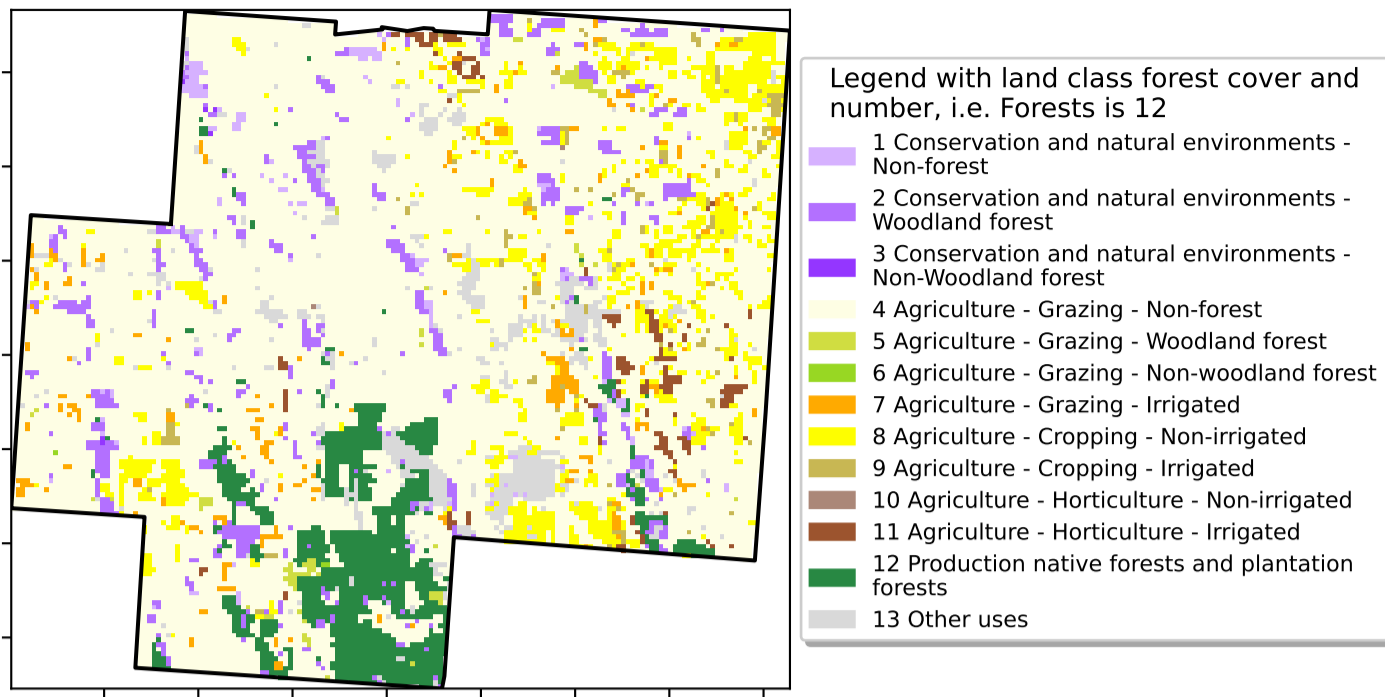 Legend with land class forest cover and
number, i.e. Forests is 12
1 Conservation and natural environments -
Non-forest
2 Conservation and natural environments -
Woodland forest
3 Conservation and natural environments -
Non-Woodland forest
4 Agriculture - Grazing - Non-forest
5 Agriculture - Grazing - Woodland forest
6 Agriculture - Grazing - Non-woodland forest
7 Agriculture - Grazing - Irrigated
8 Agriculture - Cropping - Non-irrigated
9 Agriculture - Cropping - Irrigated
10 Agriculture - Horticulture - Non-irrigated
11 Agriculture - Horticulture - Irrigated
12 Production native forests and plantation
forests
13 Other uses